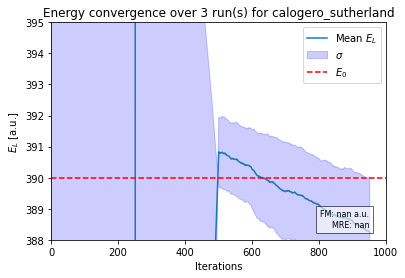 Energy convergence over 3 run(s) for calogero_sutherland
395
394
393
392
391
390
389
388
E_L [a.u.]
Mean E_L
σ
E_0
FM: nan a.u.
MRE: nan
0
200
400
600
800
1000
Iterations